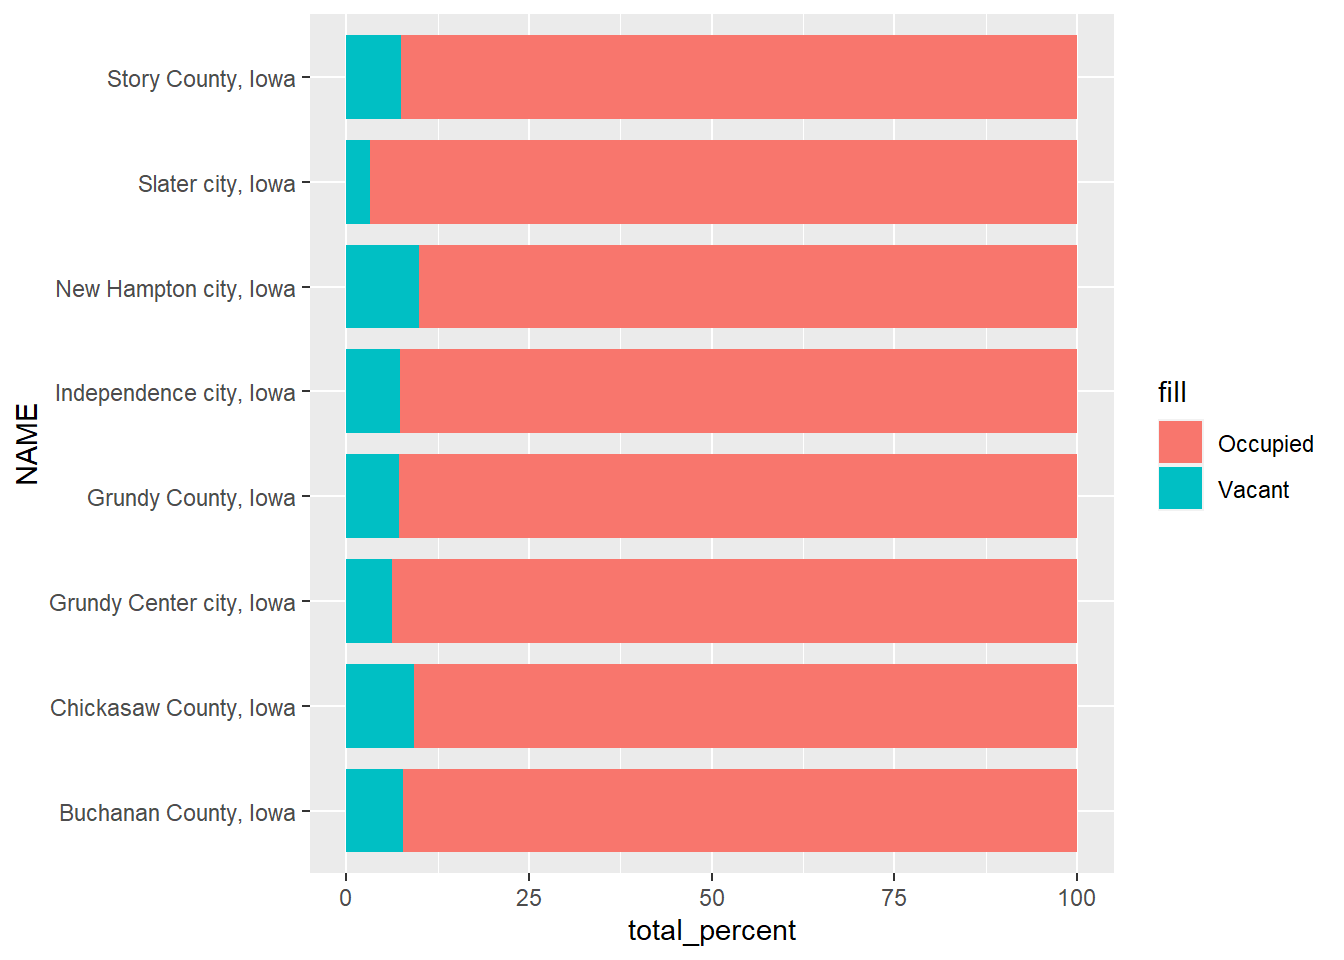 Story County, Iowa
Slater city, Iowa
New Hampton city, Iowa
Independence city, Iowa
Grundy County, Iowa
Grundy Center city, Iowa
Chickasaw County, Iowa
Buchanan County, Iowa
NAME
0 25 50 75 100
total_percent
fill
Occupied
Vacant